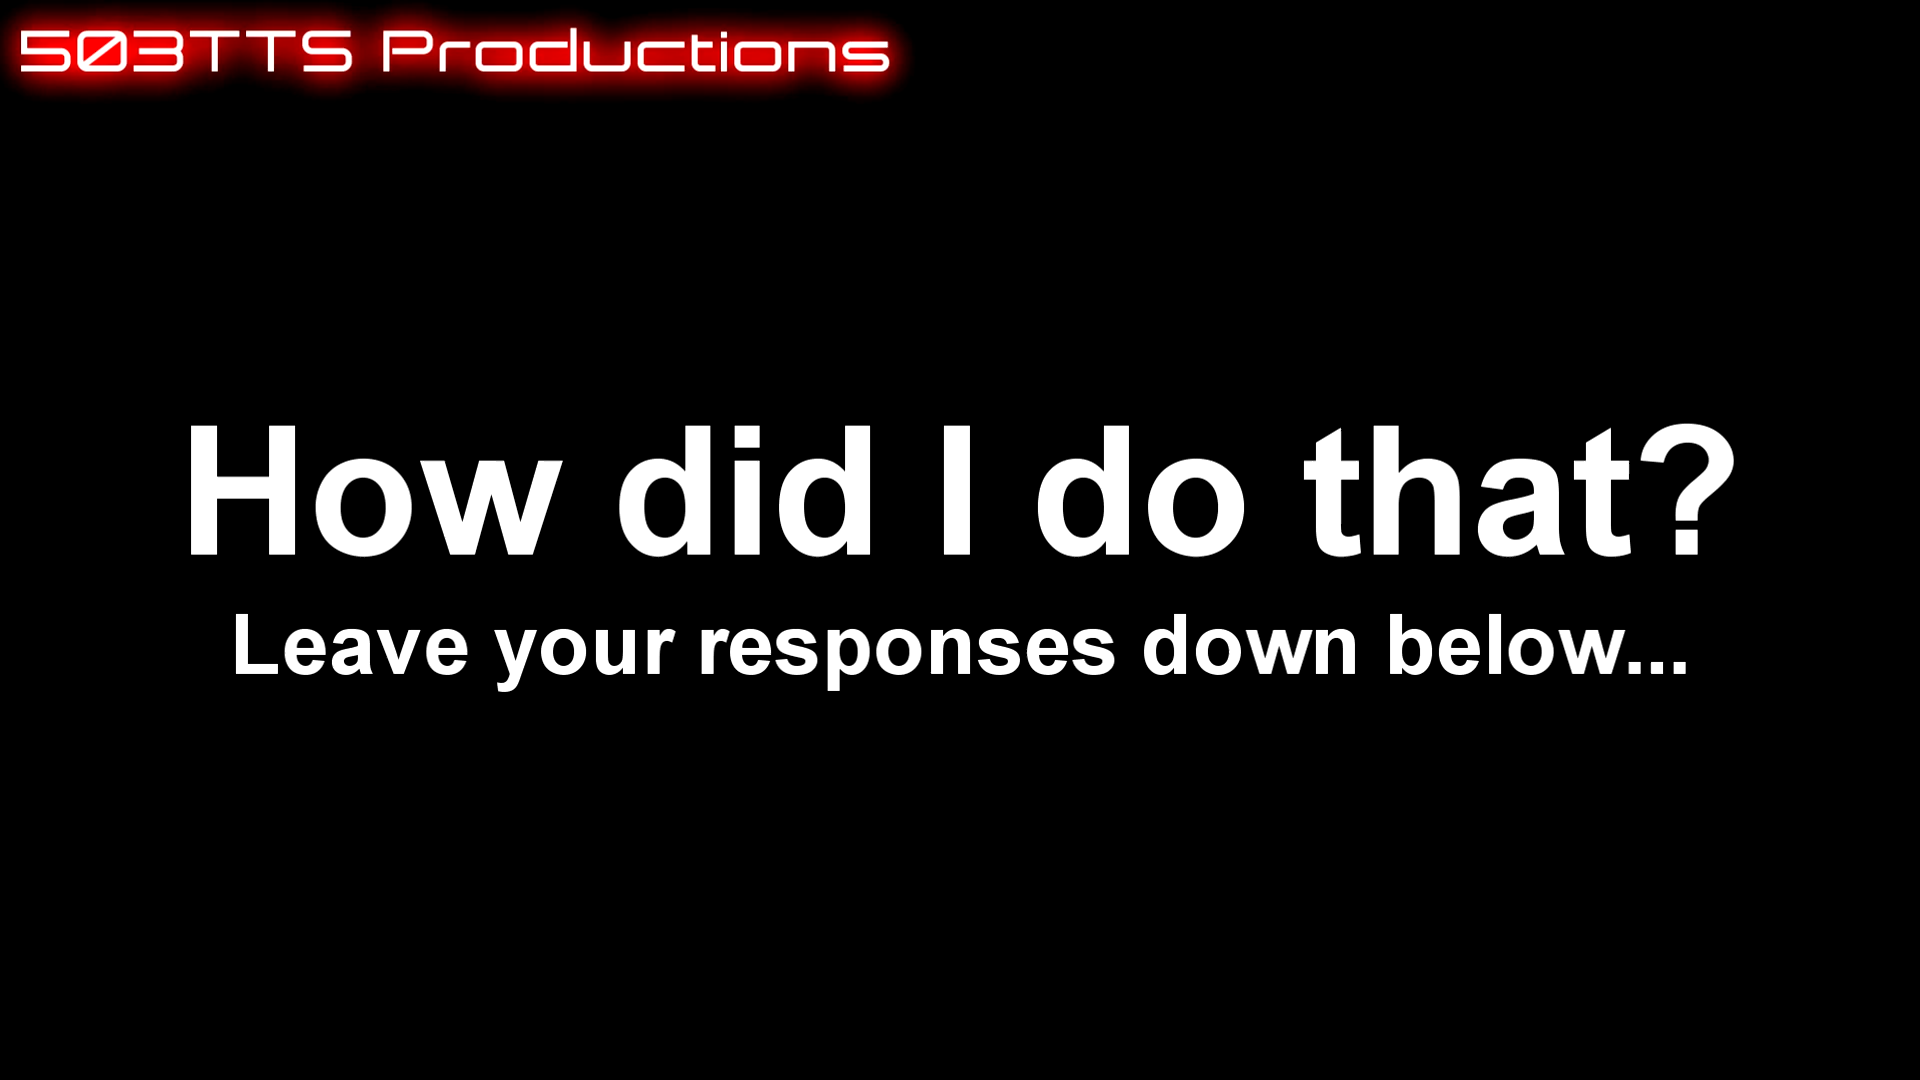 503TTS Productions
How did I do that?
Leave your responses down below...